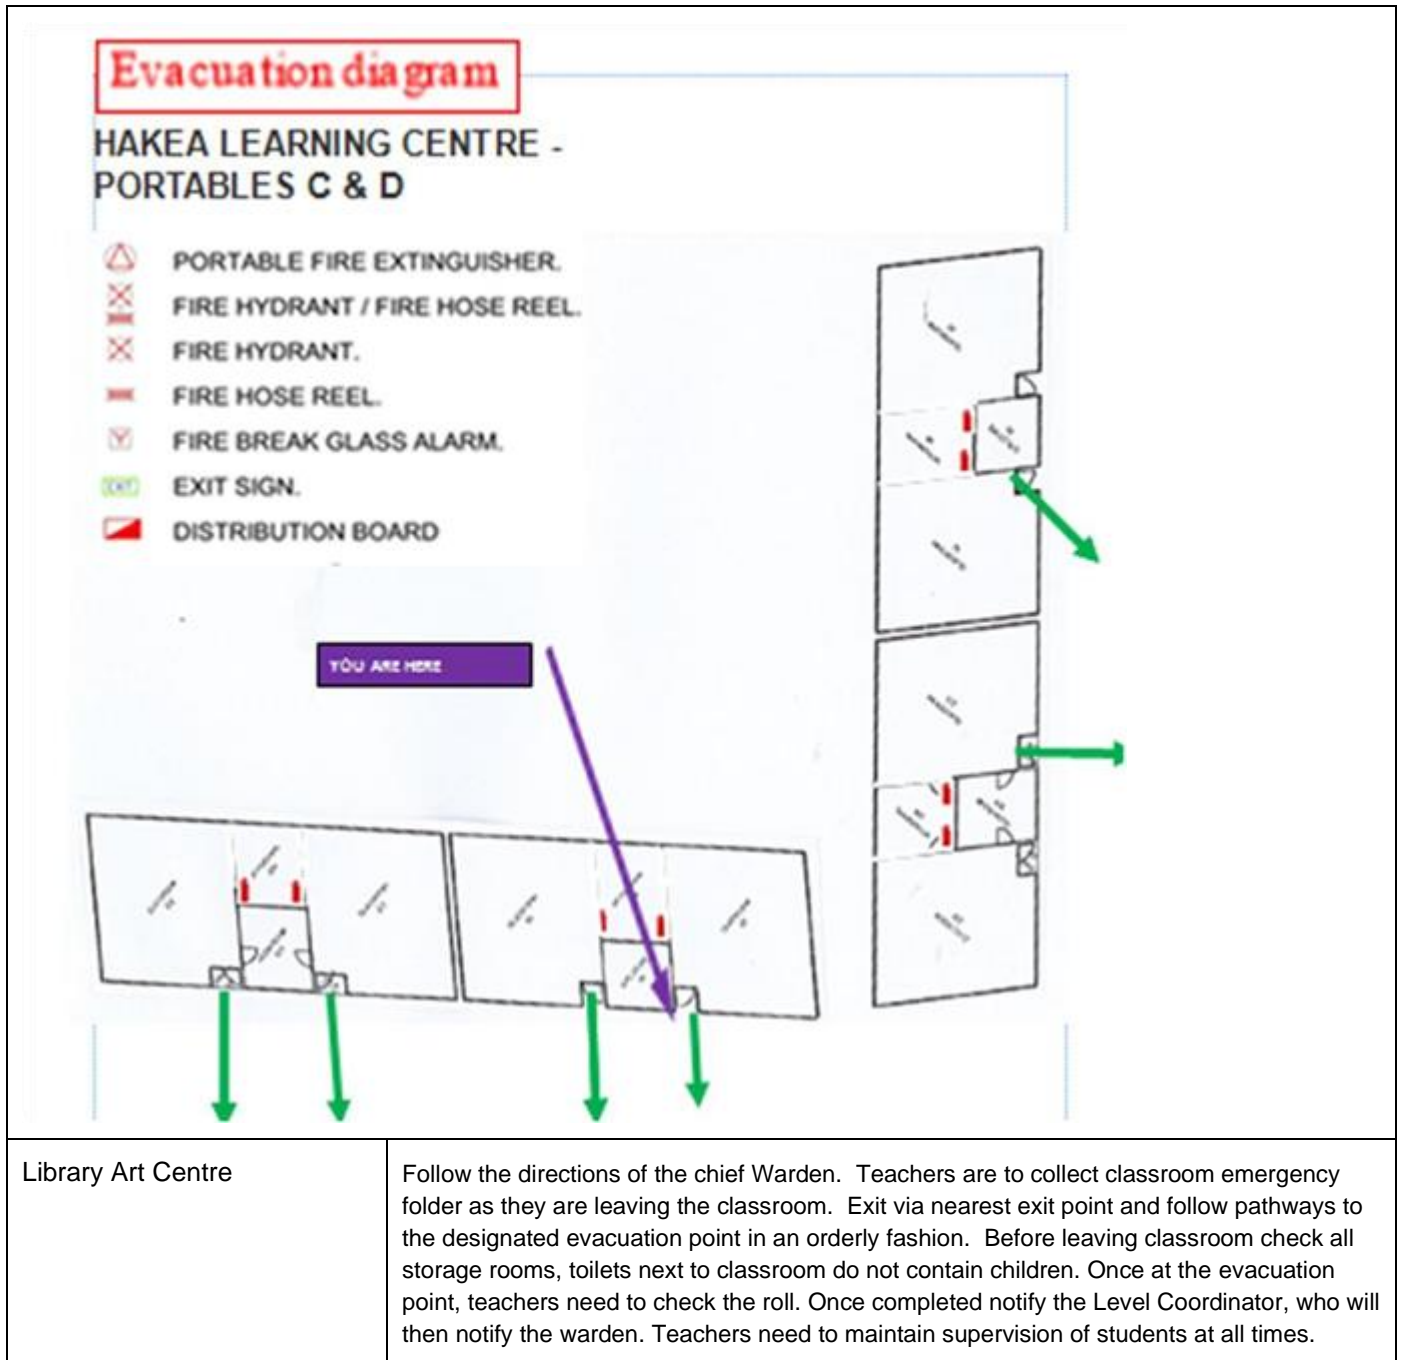 Evacuation diagram
HAKEA LEARNING CENTRE -
PORTABLES C & D
PORTABLE FIRE EXTINGUISHER.
FIRE HYDRANT / FIRE HOSE REEL.
FIRE HYDRANT.
FIRE HOSE REEL.
FIRE BREAK GLASS ALARM.
EXIT
EXIT SIGN.
DISTRIBUTION BOARD
YOU ARE HERE
Library Art Centre
Follow the directions of the chief Warden.  Teachers are to collect classroom emergency
folder as they are leaving the classroom.  Exit via nearest exit point and follow pathways to
the designated evacuation point in an orderly fashion.  Before leaving classroom check all
storage rooms, toilets next to classroom do not contain children. Once at the evacuation
point, teachers need to check the roll. Once completed notify the Level Coordinator, who will
then notify the warden. Teachers need to maintain supervision of students at all times.